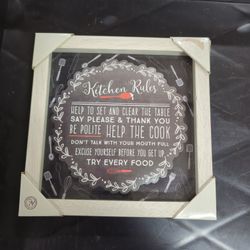 Kitchen Rules
HELP TO SET AND CLEAR THE TABLE
SAY PLEASE & THANK YOU
BE POLITE HELP THE COOK
DON'T TALK WITH YOUR MOUTH FULL
EXCUSE YOURSELF BEFORE YOU GET UP
TRY EVERY FOOD